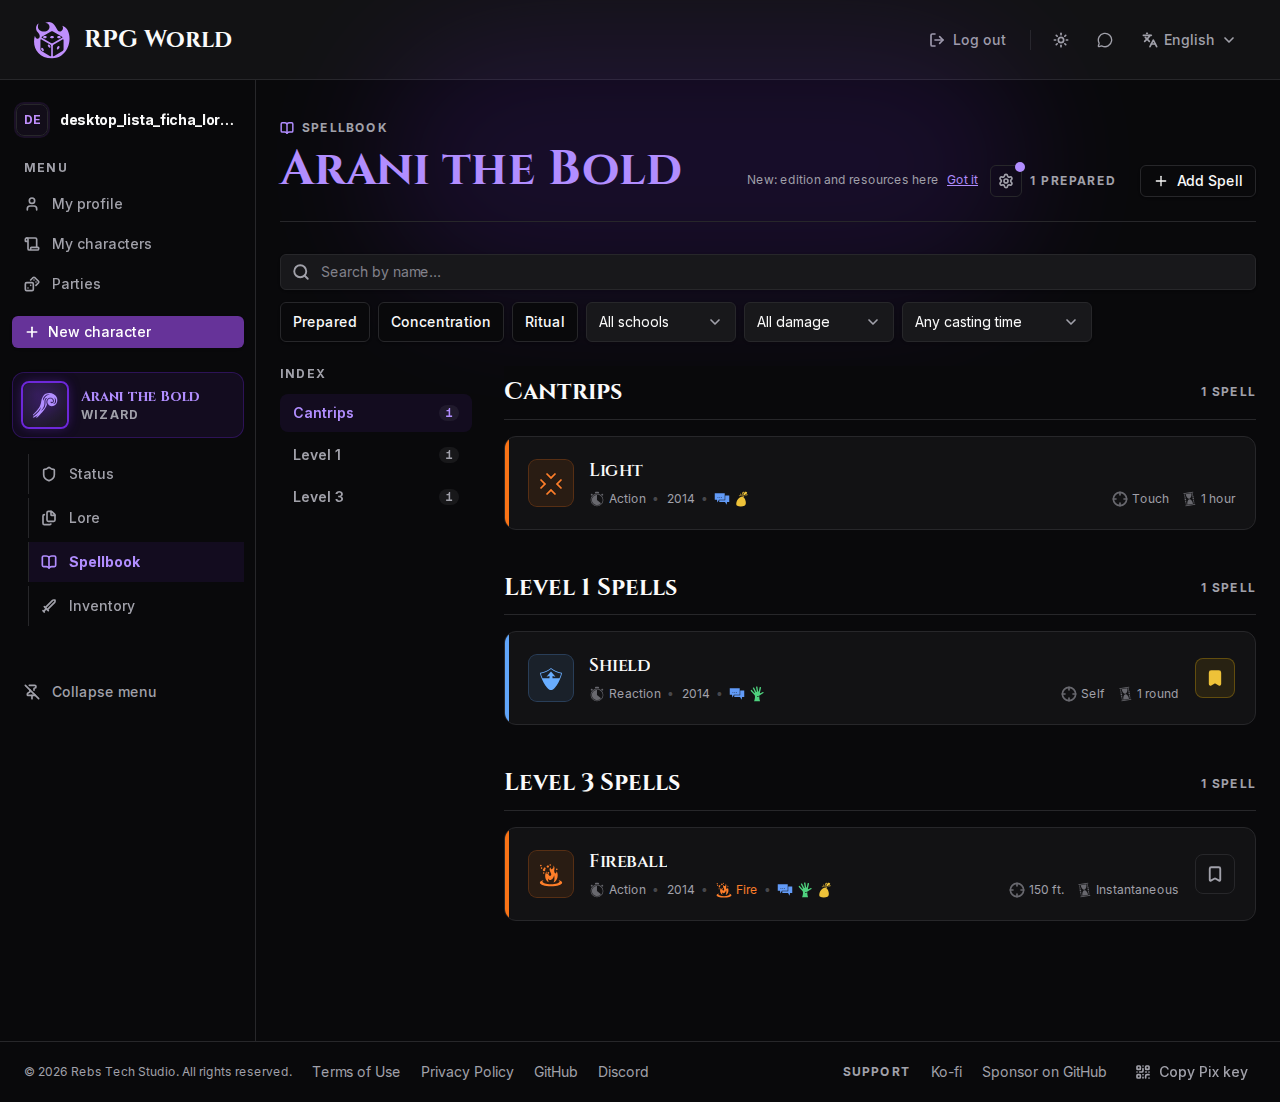 RPG World
Log out
English
DE
desktop_lista_ficha_lor...
MENU
My profile
My characters
Parties
New character
Arani the Bold
WIZARD
Status
Lore
Spellbook
Inventory
Collapse menu
SPELLBOOK
Arani the Bold
New: edition and resources here Got it
1 PREPARED
Add Spell
Search by name...
Prepared
Concentration
Ritual
All schools
All damage
Any casting time
INDEX
Cantrips 1
Level 1 1
Level 3 1
Cantrips
1 SPELL
Light
Action • 2014 •
Touch 1 hour
Level 1 Spells
1 SPELL
Shield
Reaction • 2014 •
Self 1 round
Level 3 Spells
1 SPELL
Fireball
Action • 2014 • Fire •
150 ft. Instantaneous
© 2026 Rebs Tech Studio. All rights reserved. Terms of Use Privacy Policy GitHub Discord
SUPPORT Ko-fi Sponsor on GitHub Copy Pix key